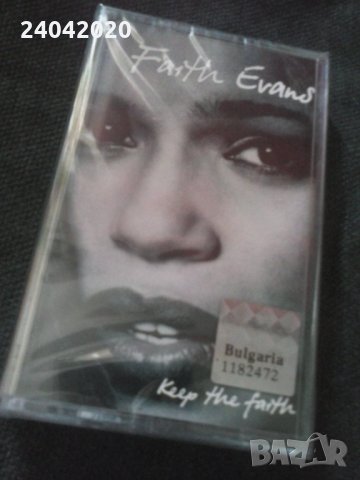 24042020
Faith Evans
Bulgaria
1182472
Keep the faith
BAZAR